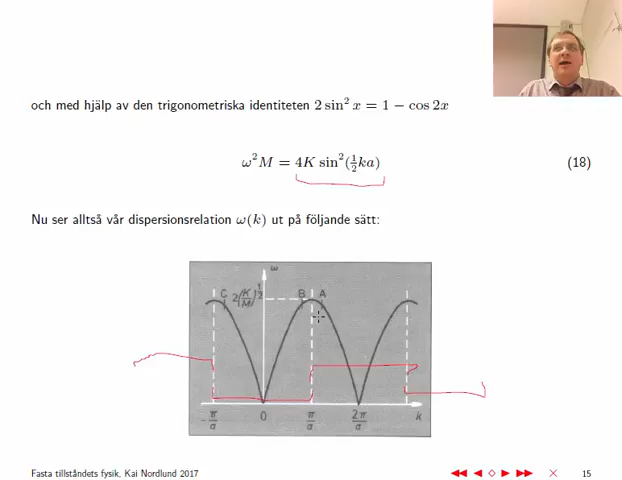 och med hjälp av den trigonometriska identiteten 2 sin² x = 1 − cos 2x
ω²M = 4K sin²(½ka) (18)
Nu ser alltså vår dispersionsrelation ω(k) ut på följande sätt:
ω
C 2(K/M)^½ B A
-π/a 0 π/a 2π/a k
Fasta tillståndets fysik, Kai Nordlund 2017 15